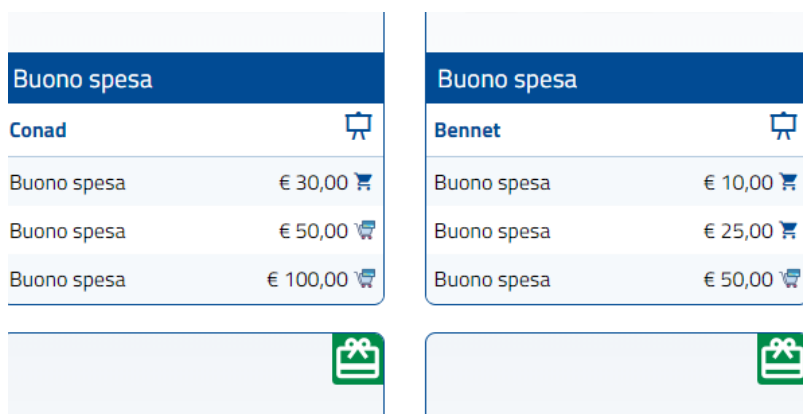 Buono spesa
Conad
Buono spesa € 30,00
Buono spesa € 50,00
Buono spesa € 100,00
Buono spesa
Bennet
Buono spesa € 10,00
Buono spesa € 25,00
Buono spesa € 50,00